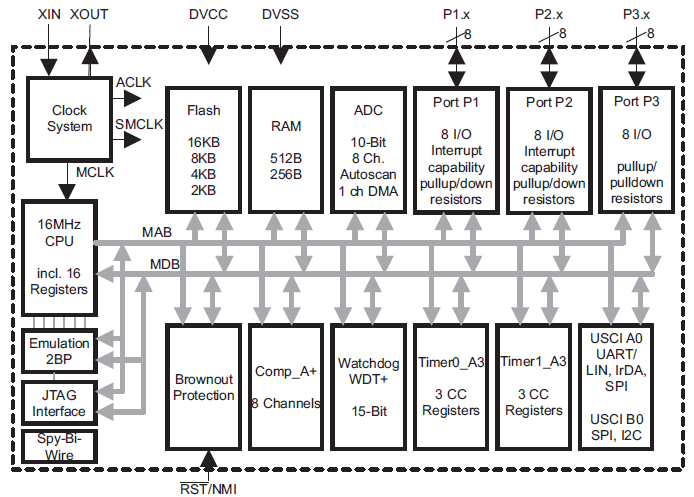 XIN XOUT DVCC DVSS P1.x P2.x P3.x
8 8 8
Clock
System
ACLK
SMCLK
MCLK
Flash
16KB
8KB
4KB
2KB
RAM
512B
256B
ADC
10-Bit
8 Ch.
Autoscan
1 ch DMA
Port P1
8 I/O
Interrupt
capability
pullup/down
resistors
Port P2
8 I/O
Interrupt
capability
pullup/down
resistors
Port P3
8 I/O
pullup/
pulldown
resistors
16MHz
CPU
incl. 16
Registers
MAB
MDB
Emulation
2BP
JTAG
Interface
Spy-Bi-
Wire
Brownout
Protection
Comp_A+
8 Channels
Watchdog
WDT+
15-Bit
Timer0_A3
3 CC
Registers
Timer1_A3
3 CC
Registers
USCI A0
UART/
LIN, IrDA,
SPI
USCI B0
SPI, I2C
RST/NMI